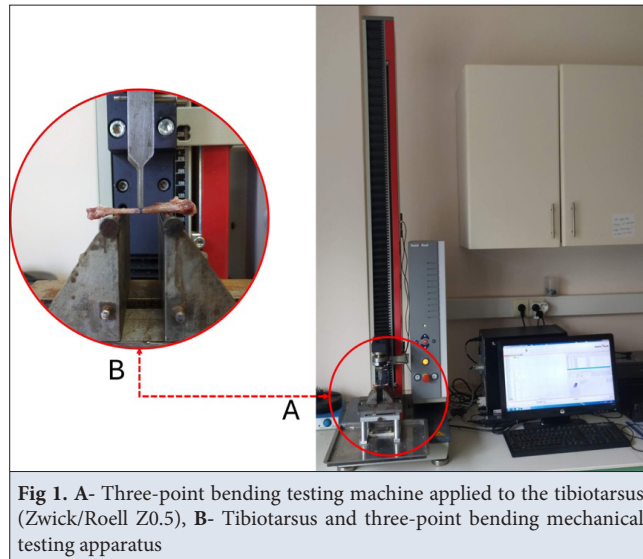 B
A
Fig 1. A- Three-point bending testing machine applied to the tibiotarsus
(Zwick/Roell Z0.5), B- Tibiotarsus and three-point bending mechanical
testing apparatus